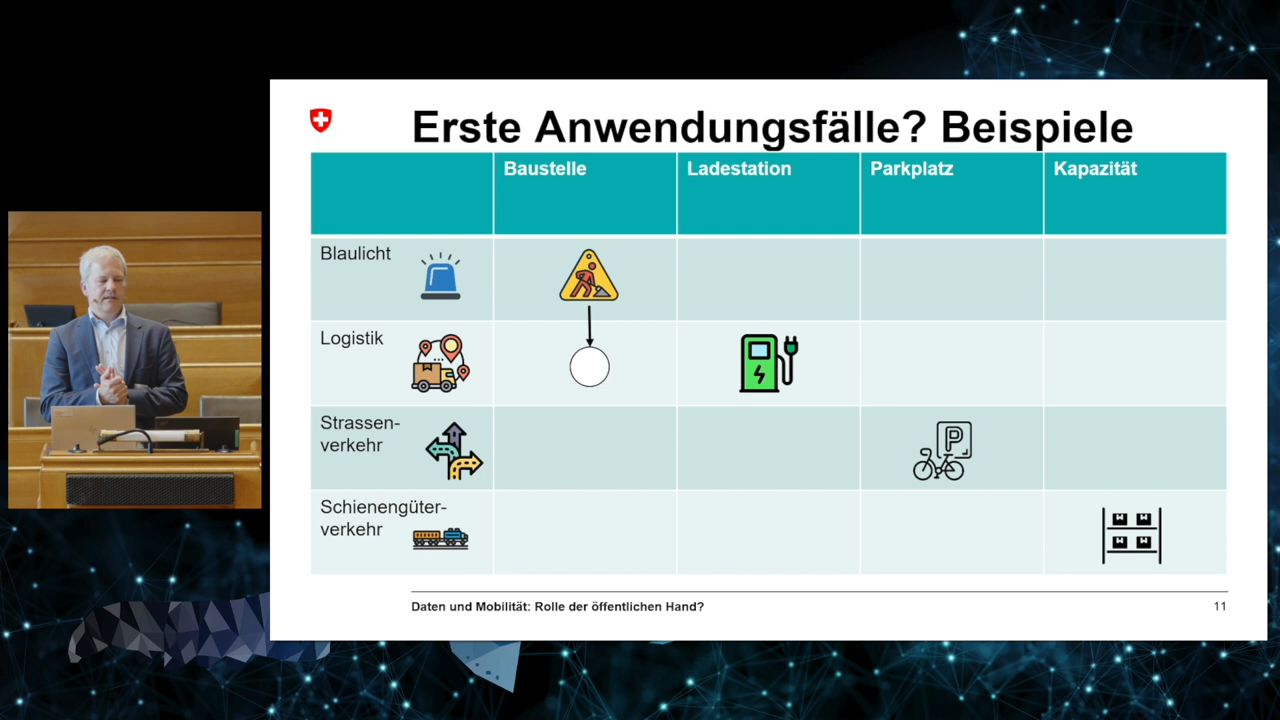 Erste Anwendungsfälle? Beispiele
Baustelle Ladestation Parkplatz Kapazität
Blaulicht
Logistik
Strassen-
verkehr
P
Schienengüter-
verkehr
Daten und Mobilität: Rolle der öffentlichen Hand? 11